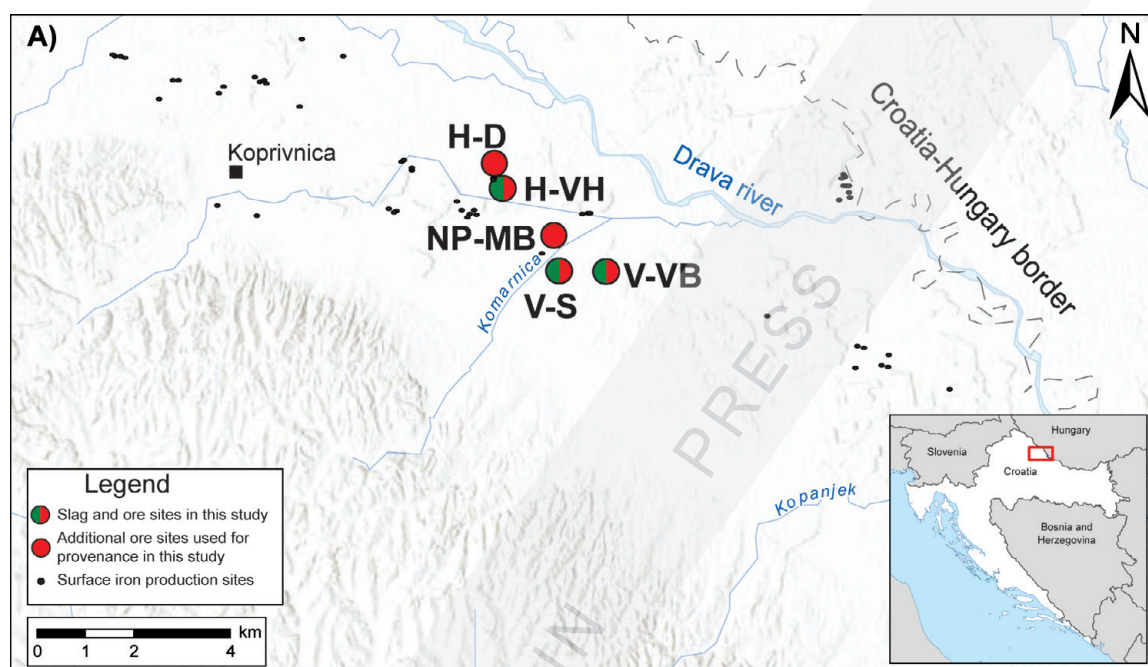 A)
N
Koprivnica
H-D
H-VH
NP-MB
V-S
V-VB
Drava river
Croatia-Hungary border
Komarnica
Kopanjek
IN
PRESS
Legend
Slag and ore sites in this study
Additional ore sites used for
provenance in this study
Surface iron production sites
km
0 1 2 4
Hungary
Slovenia
Croatia
Bosnia and
Herzegovina